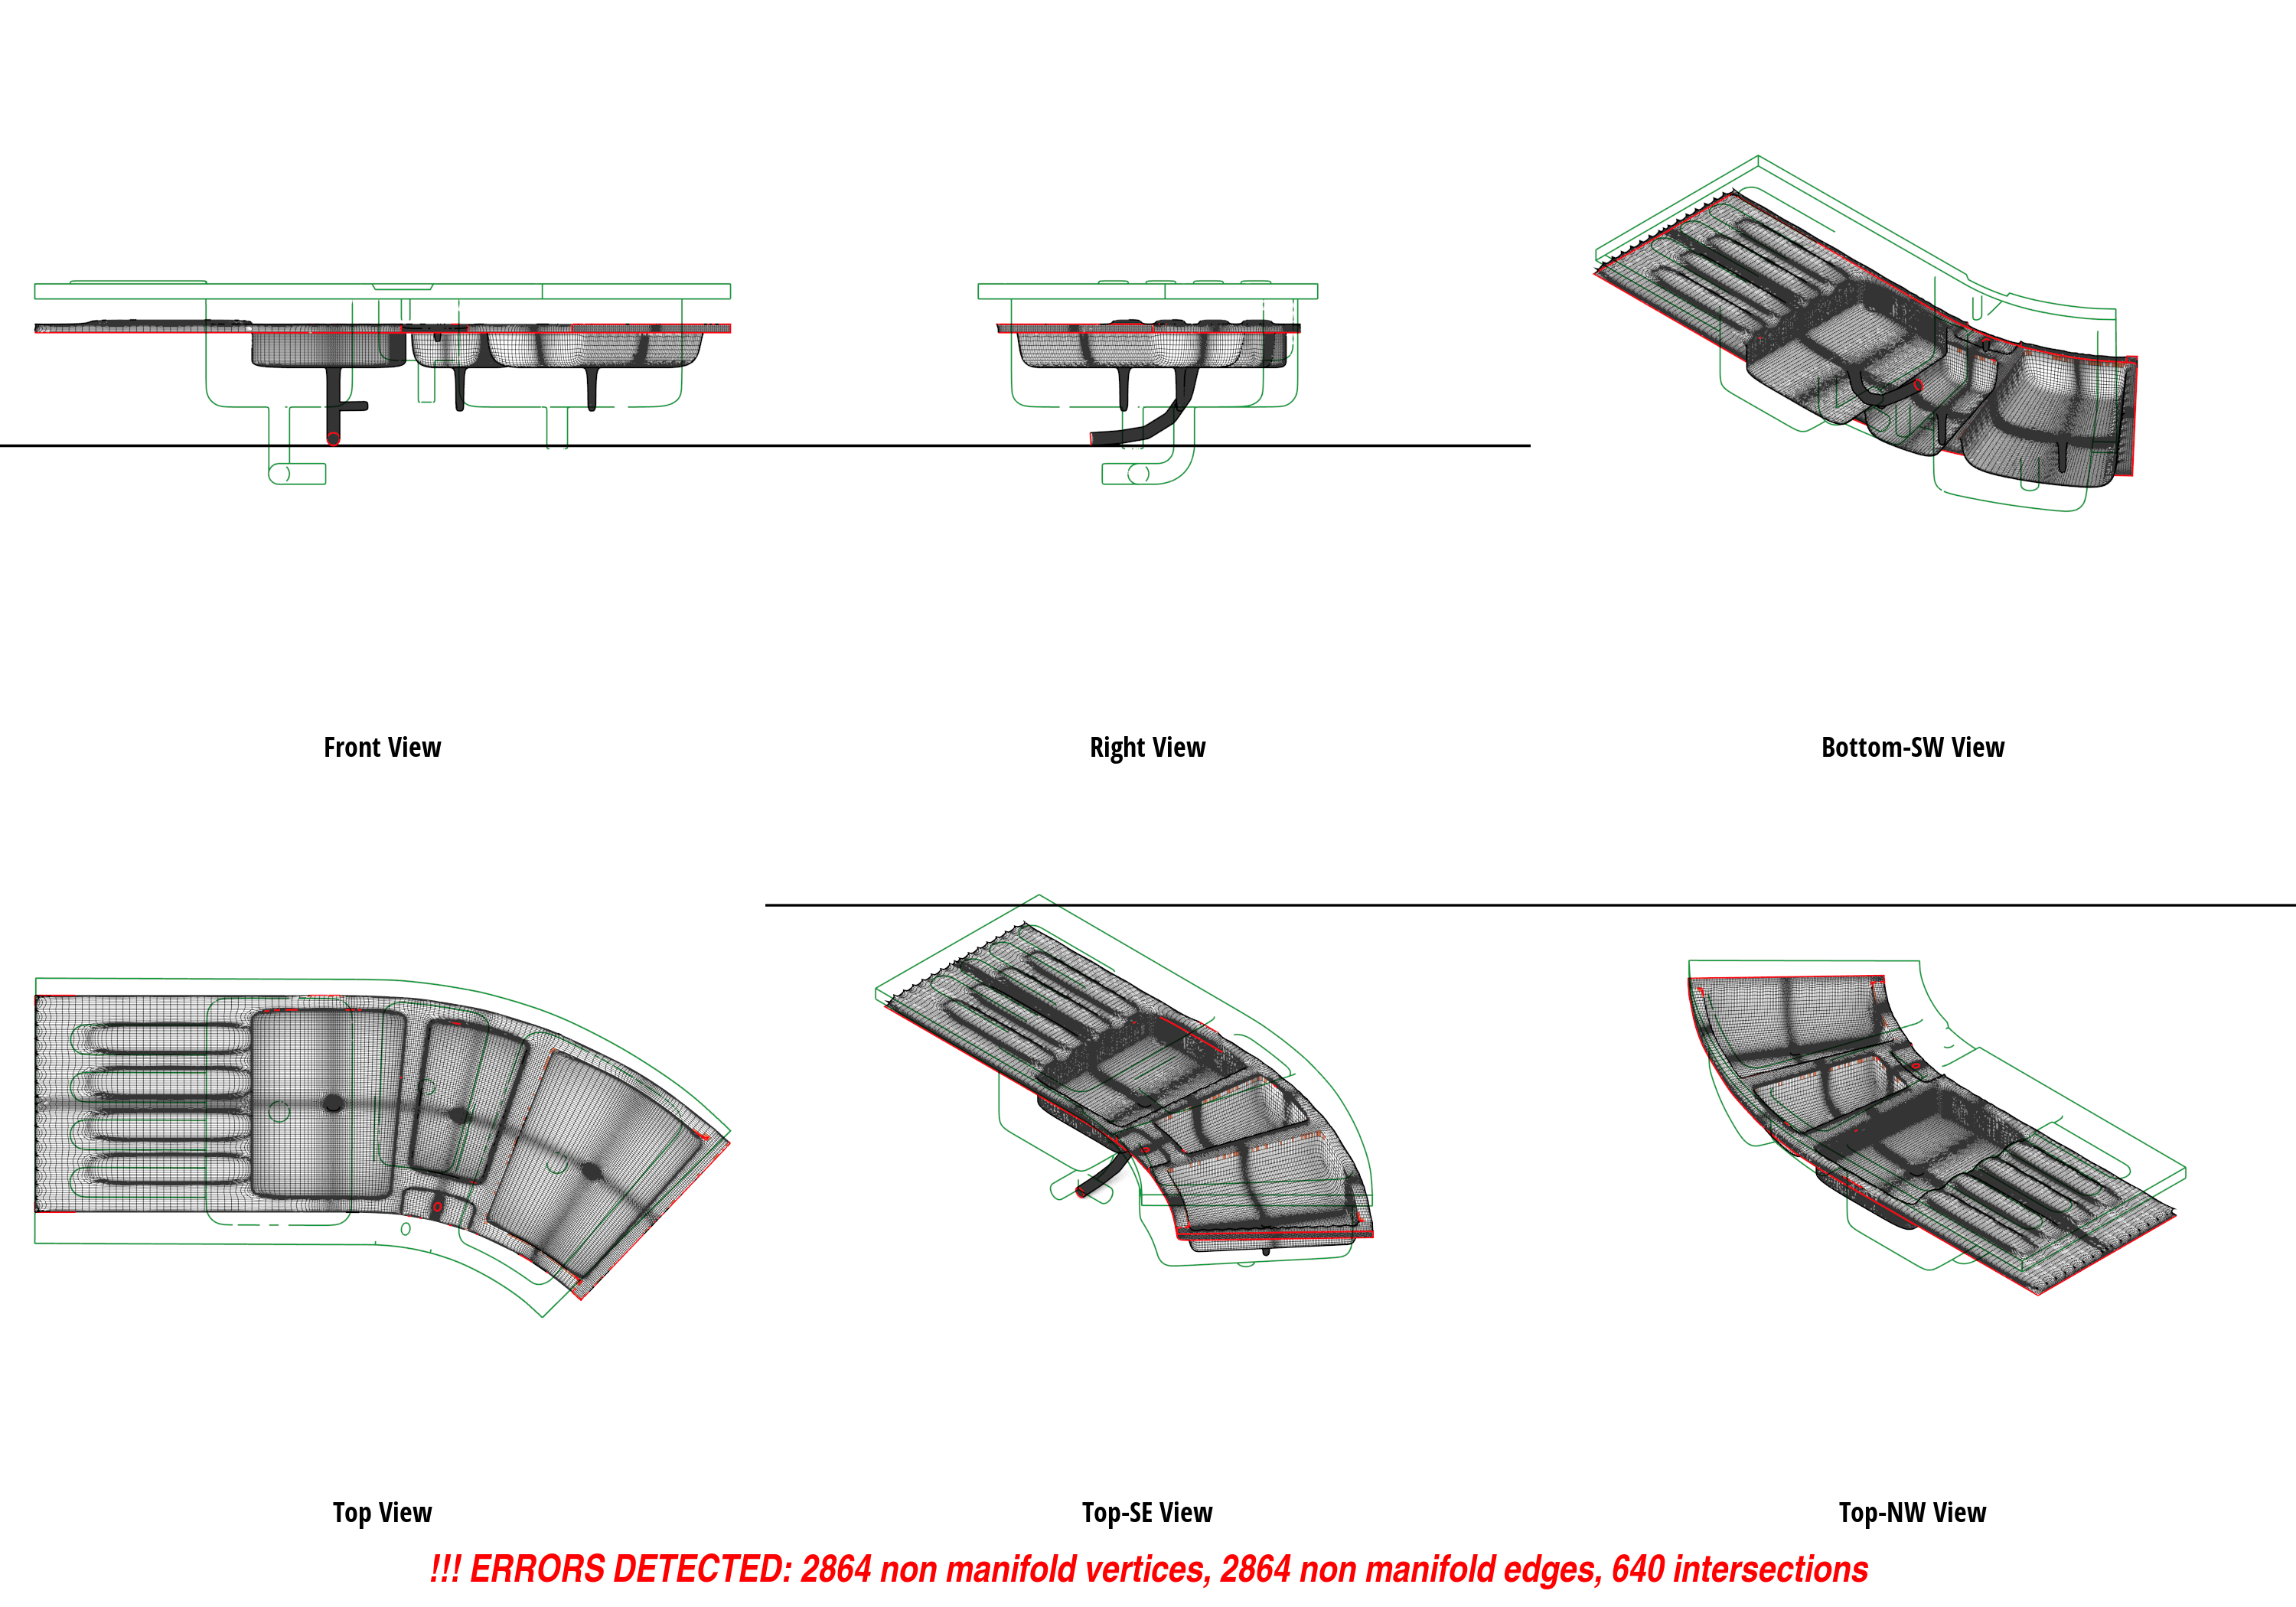 Front View
Right View
Bottom-SW View
Top View
Top-SE View
Top-NW View
!!! ERRORS DETECTED: 2864 non manifold vertices, 2864 non manifold edges, 640 intersections